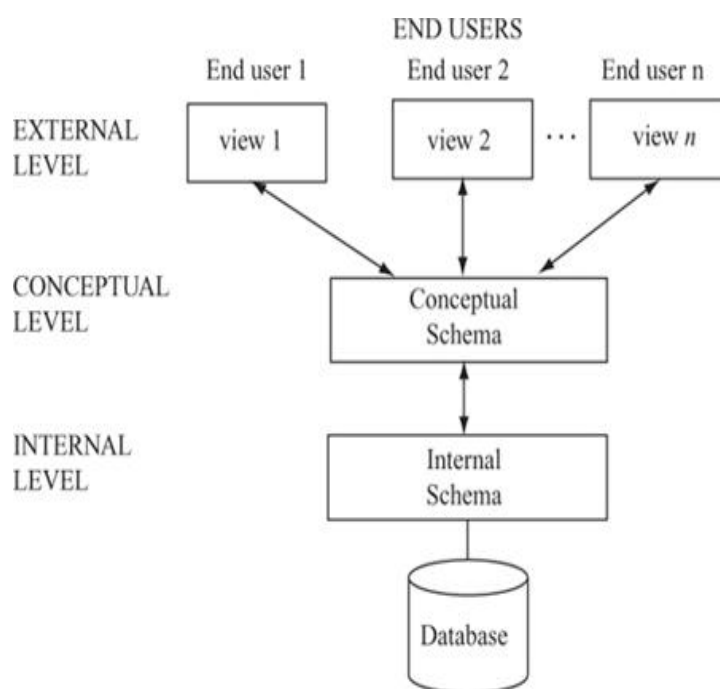 END USERS
End user 1
End user 2
End user n
EXTERNAL
LEVEL
view 1
view 2
...
view n
CONCEPTUAL
LEVEL
Conceptual
Schema
INTERNAL
LEVEL
Internal
Schema
Database